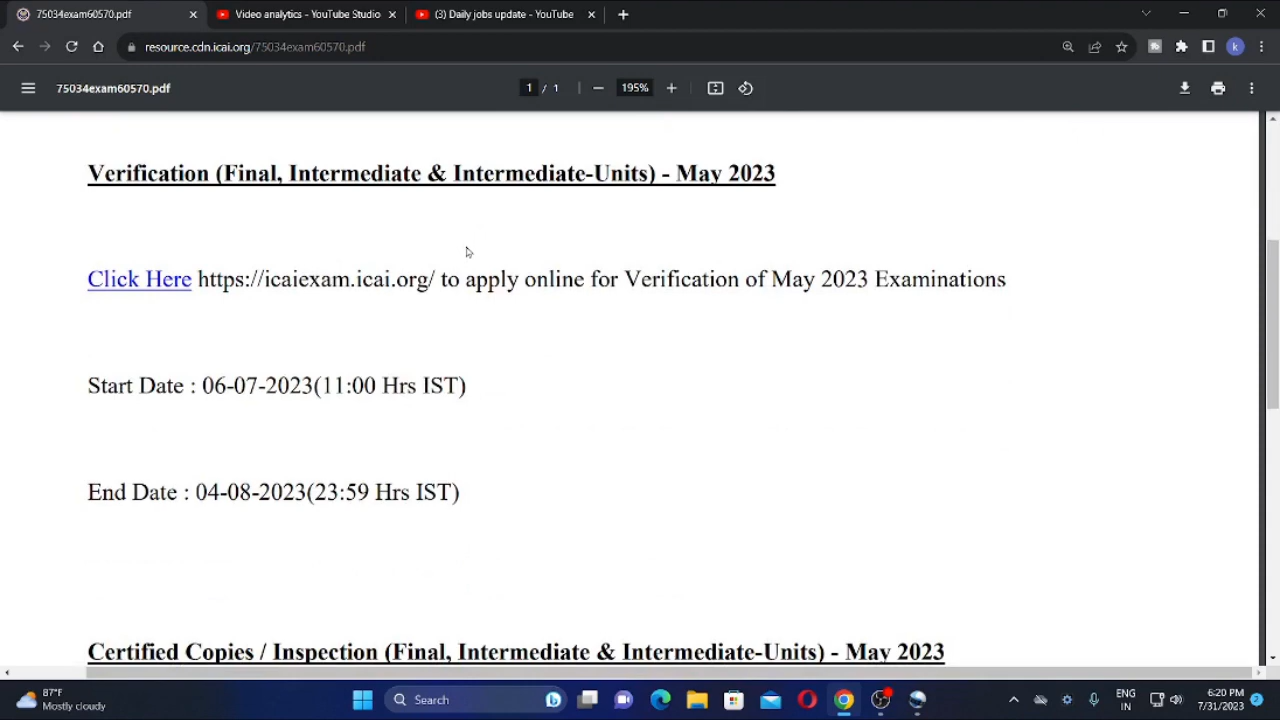 75034exam60570.pdf
Video analytics - YouTube Studio
(3) Daily jobs update - YouTube
resource.cdn.icai.org/75034exam60570.pdf
k
75034exam60570.pdf
1 / 1
195%
Verification (Final, Intermediate & Intermediate-Units) - May 2023
Click Here https://icaiexam.icai.org/ to apply online for Verification of May 2023 Examinations
Start Date : 06-07-2023(11:00 Hrs IST)
End Date : 04-08-2023(23:59 Hrs IST)
Certified Copies / Inspection (Final, Intermediate & Intermediate-Units) - May 2023
87°F
Mostly cloudy
Search
ENG
IN
6:20 PM
7/31/2023